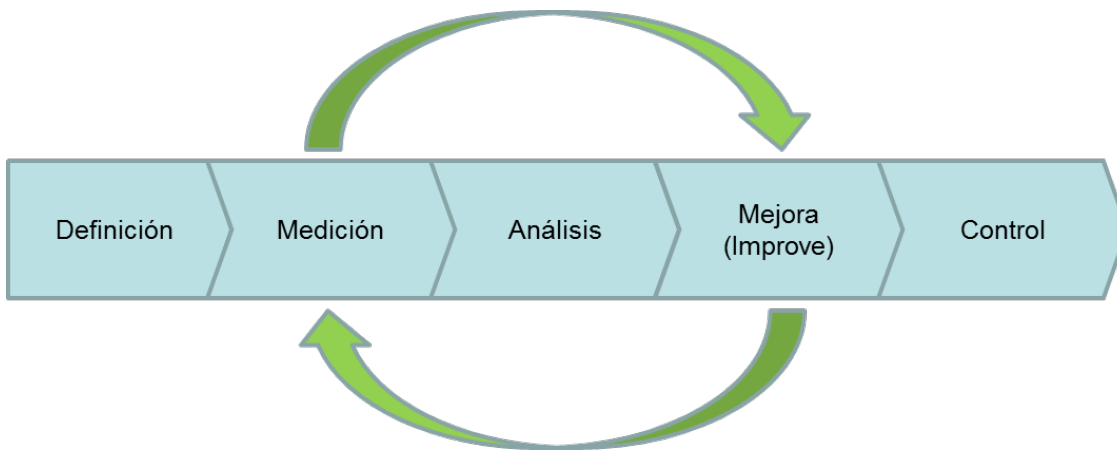 Definición
Medición
Análisis
Mejora
(Improve)
Control